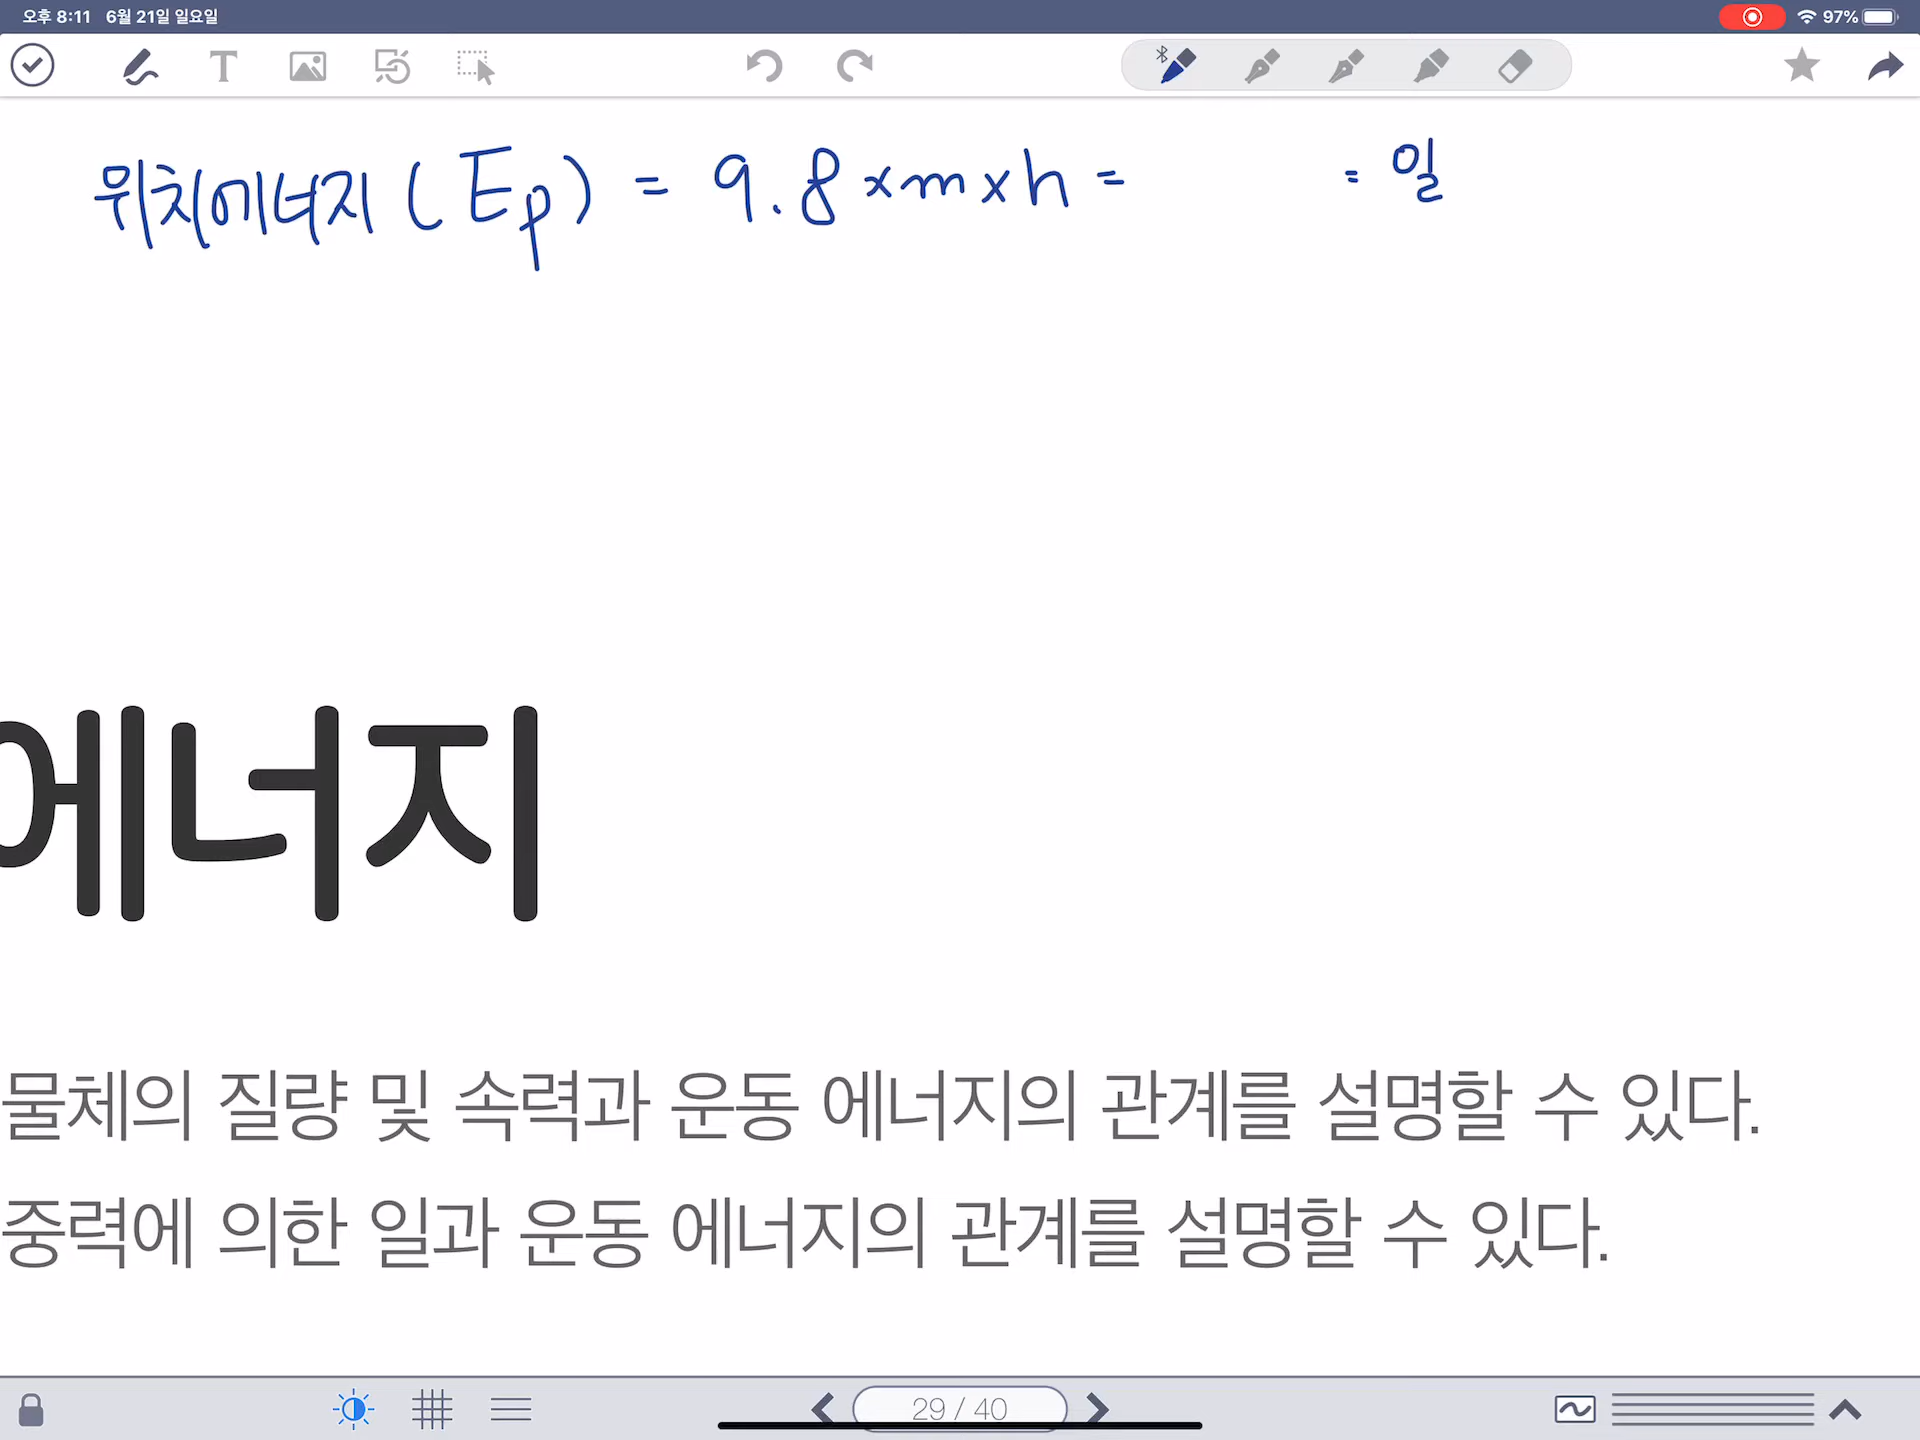 오후 8:11 6월 21일 일요일 97%
T
위치에너지(Ep) = 9.8×m×h = = 일
에너지
물체의 질량 및 속력과 운동 에너지의 관계를 설명할 수 있다.
중력에 의한 일과 운동 에너지의 관계를 설명할 수 있다.
29 / 40